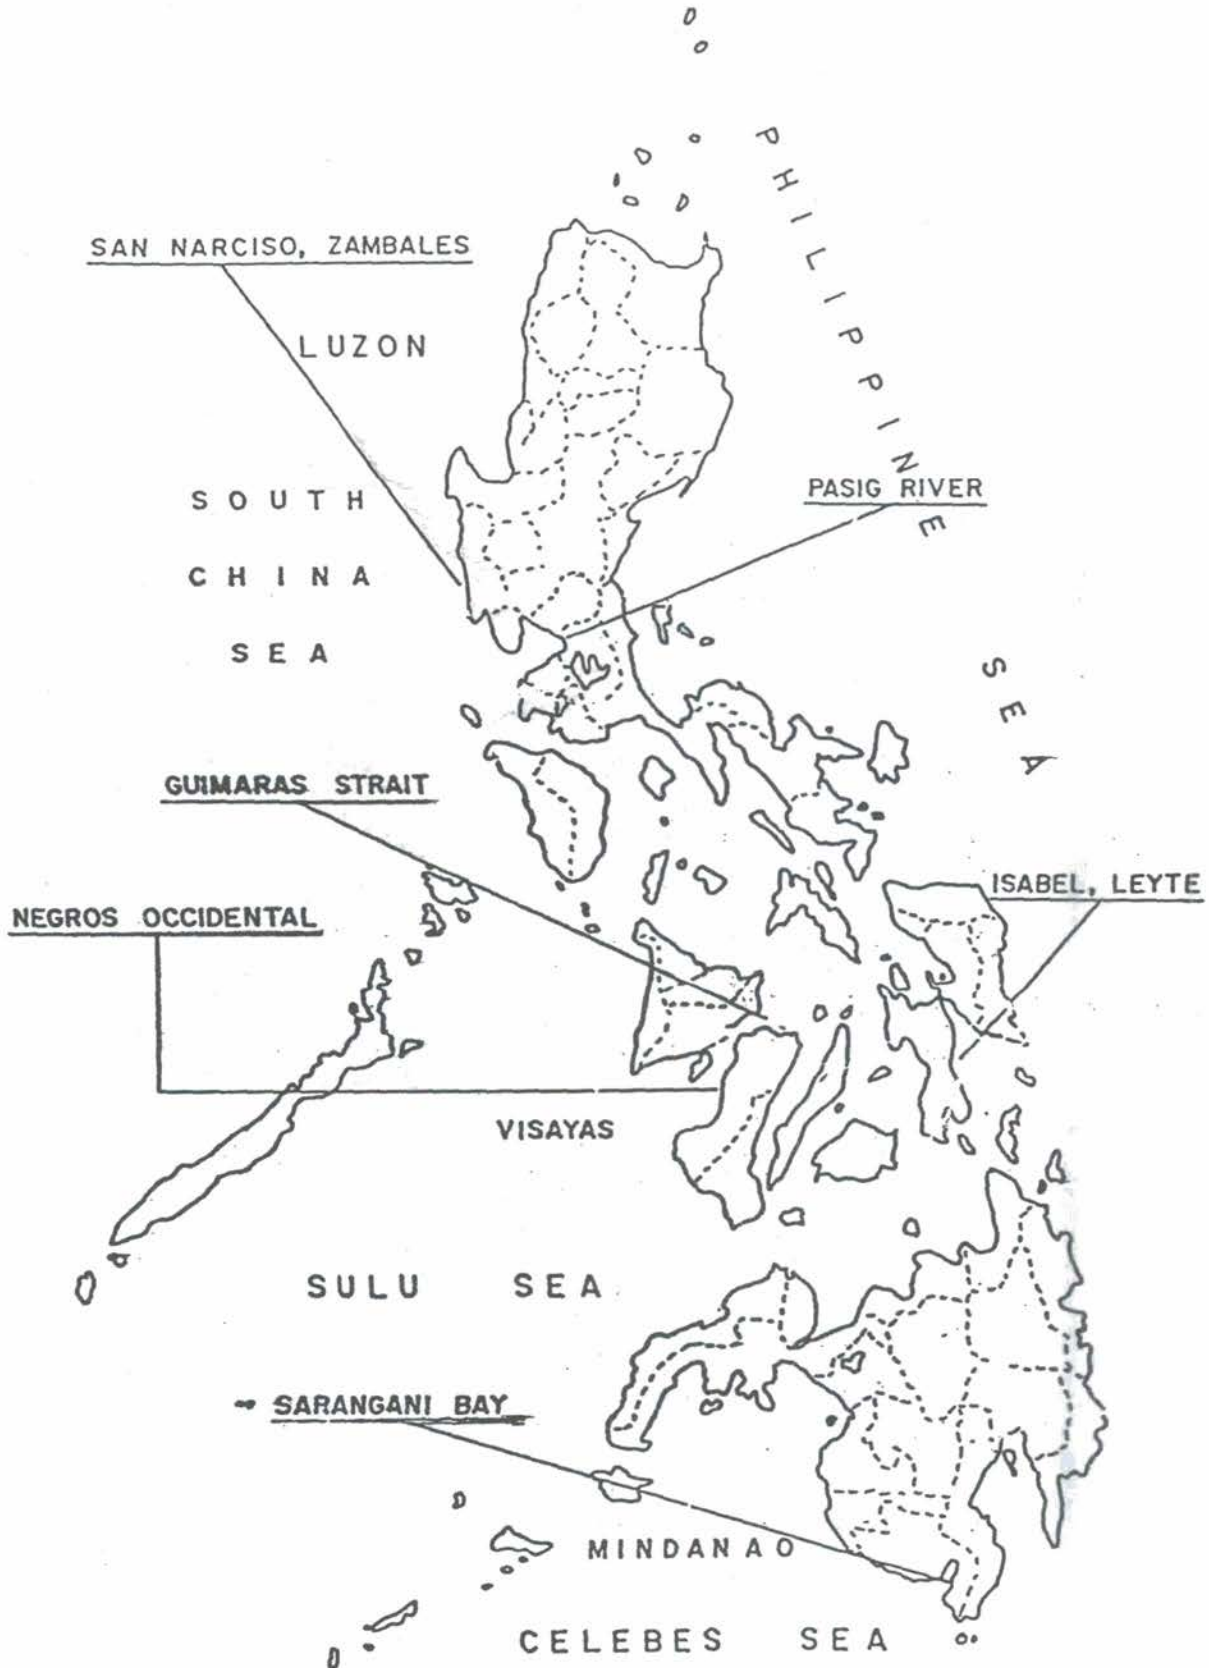 SAN NARCISO, ZAMBALES
LUZON
PHILIPPINE
SEA
SOUTH
CHINA
SEA
PASIG RIVER
GUIMARAS STRAIT
ISABEL, LEYTE
NEGROS OCCIDENTAL
VISAYAS
SULU SEA
SARANGANI BAY
MINDANAO
CELEBES SEA